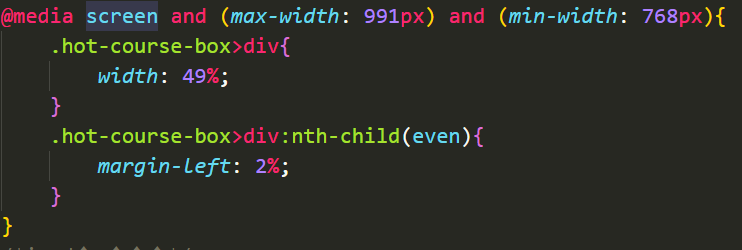 @media screen and (max-width: 991px) and (min-width: 768px){
.hot-course-box>div{
width: 49%;
}
.hot-course-box>div:nth-child(even){
margin-left: 2%;
}
}